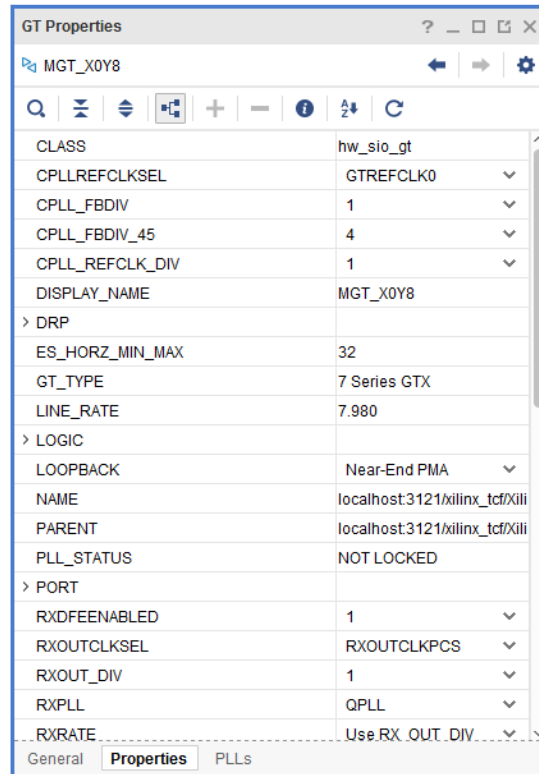 GT Properties
MGT_X0Y8
CLASS hw_sio_gt
CPLLREFCLKSEL GTREFCLK0
CPLL_FBDIV 1
CPLL_FBDIV_45 4
CPLL_REFCLK_DIV 1
DISPLAY_NAME MGT_X0Y8
DRP
ES_HORZ_MIN_MAX 32
GT_TYPE 7 Series GTX
LINE_RATE 7.980
LOGIC
LOOPBACK Near-End PMA
NAME localhost:3121/xilinx_tcf/Xili
PARENT localhost:3121/xilinx_tcf/Xili
PLL_STATUS NOT LOCKED
PORT
RXDFEENABLED 1
RXOUTCLKSEL RXOUTCLKPCS
RXOUT_DIV 1
RXPLL QPLL
RXRATE Use RX_OUT_DIV
General Properties PLLs